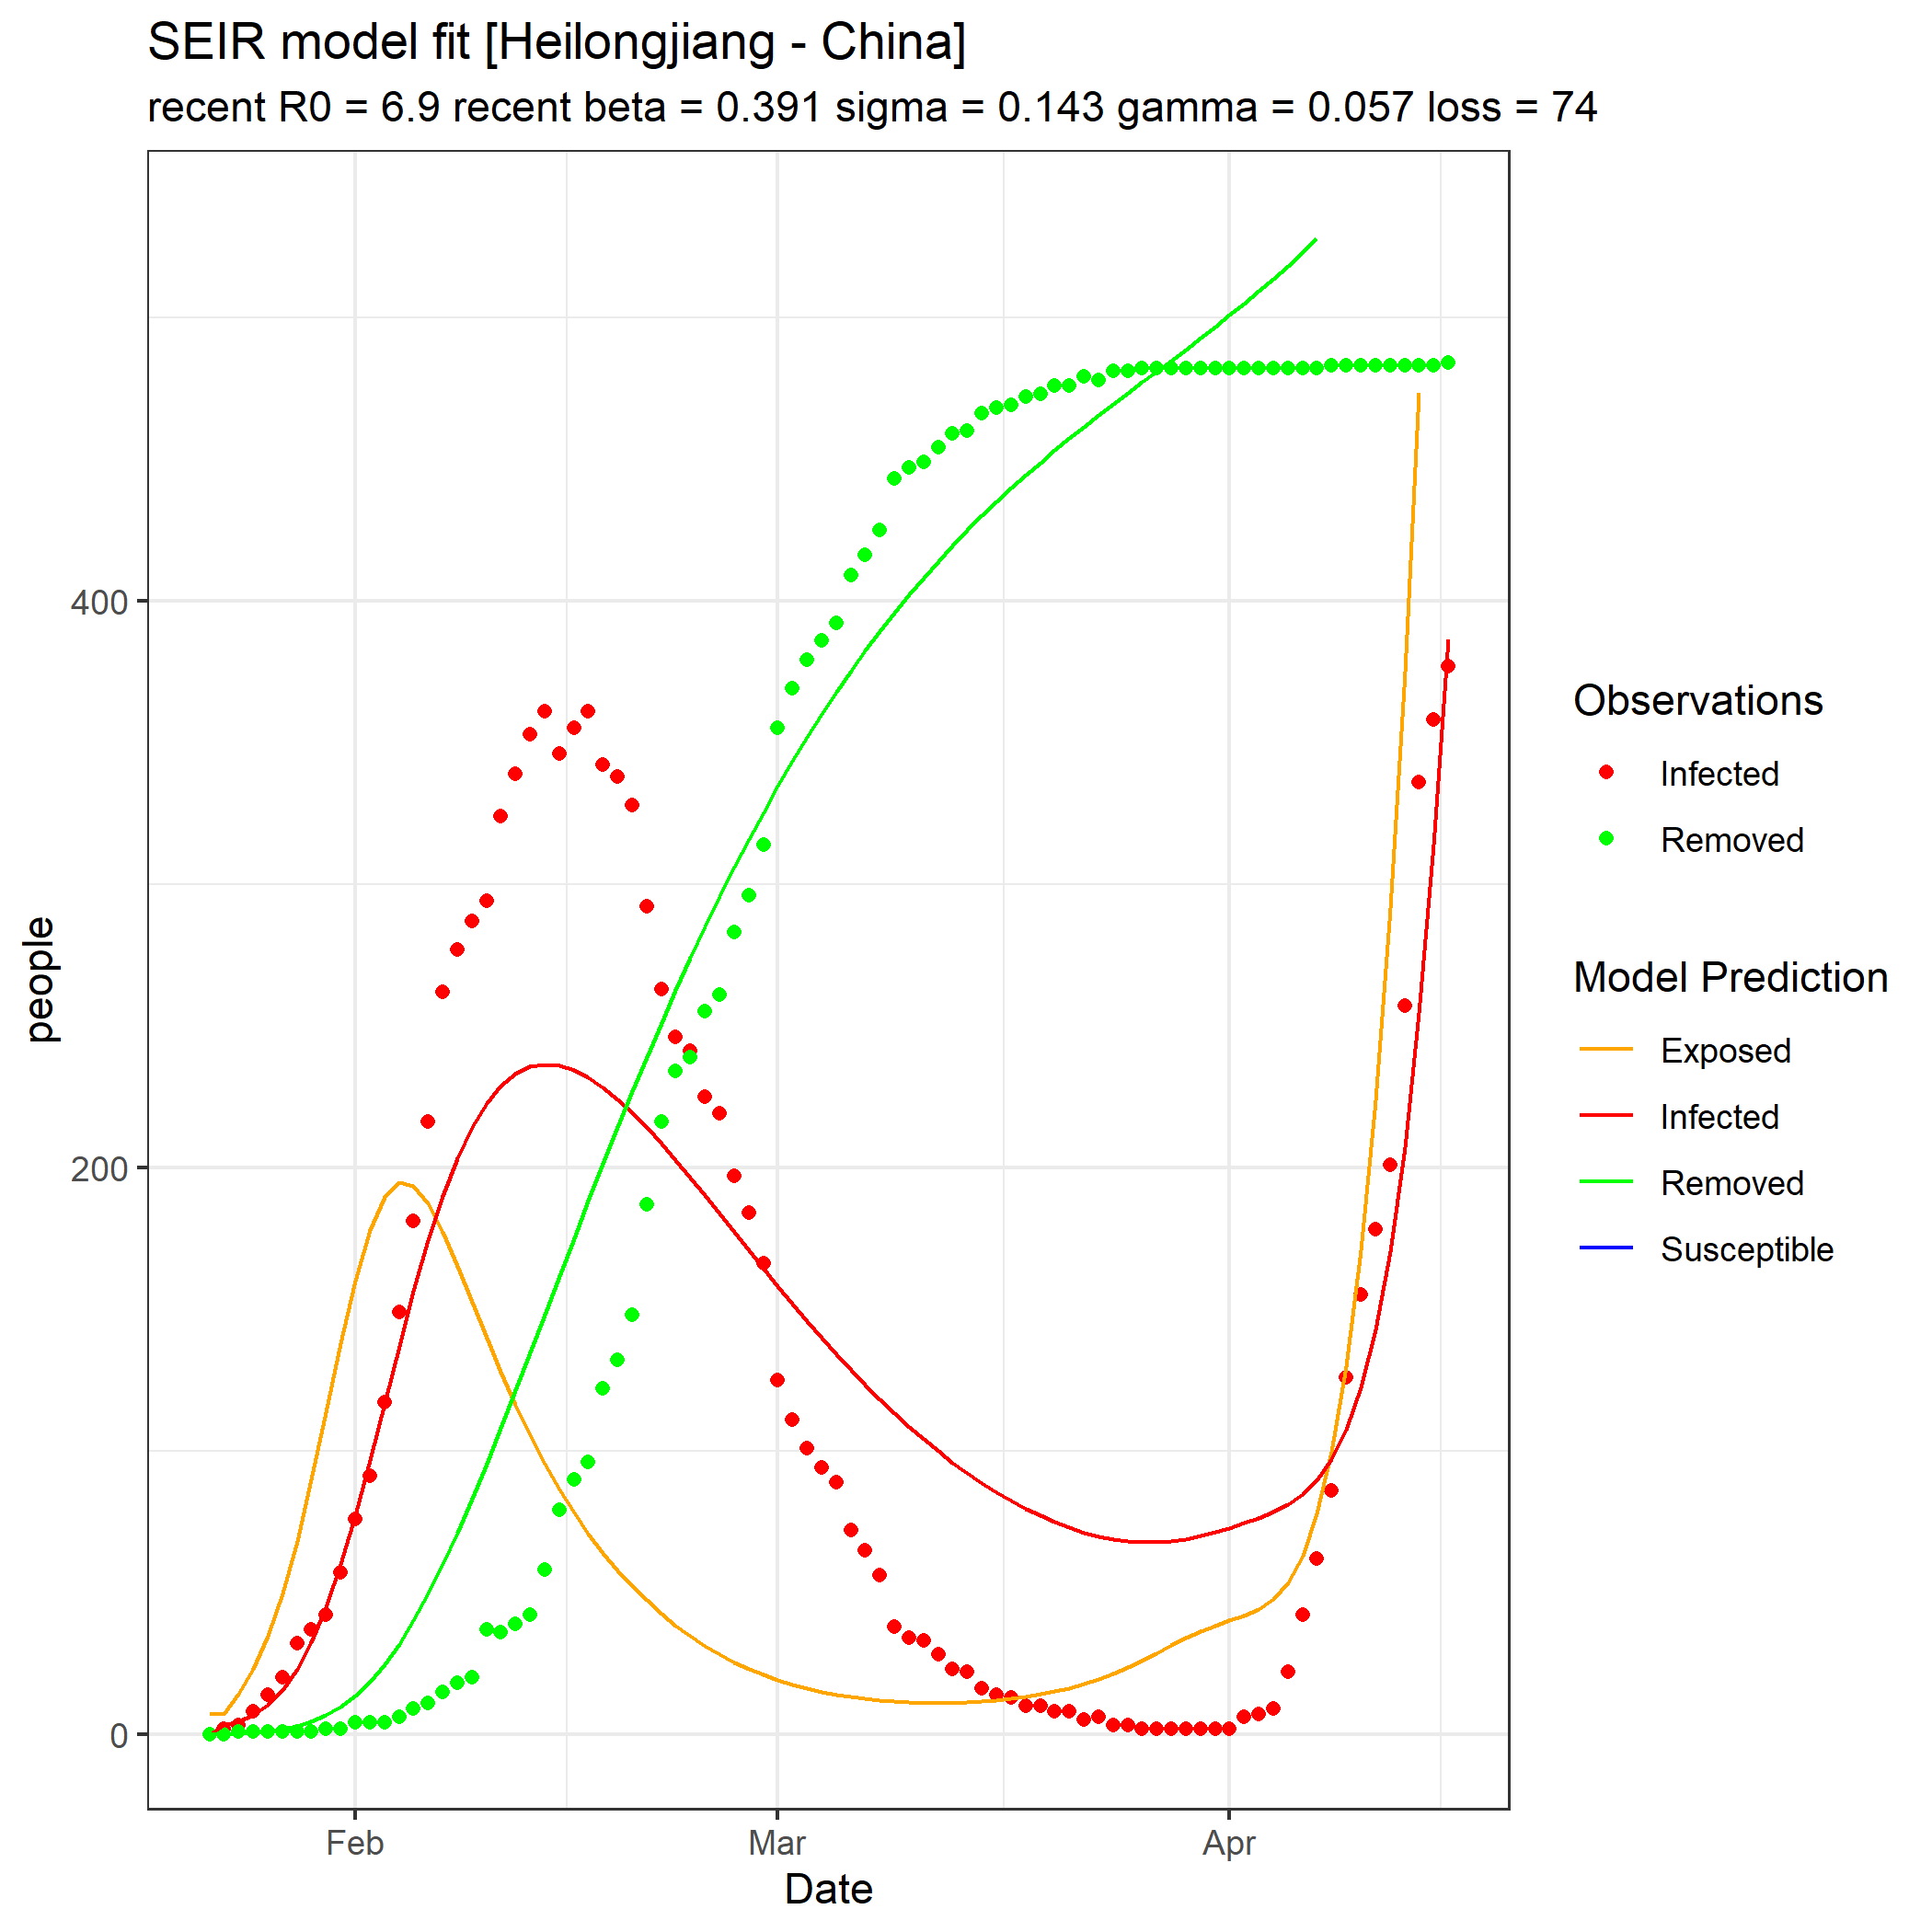 SEIR model fit [Heilongjiang - China]
recent R0 = 6.9 recent beta = 0.391 sigma = 0.143 gamma = 0.057 loss = 74
people
400
200
0
Feb
Mar
Apr
Date
Observations
Infected
Removed
Model Prediction
Exposed
Infected
Removed
Susceptible